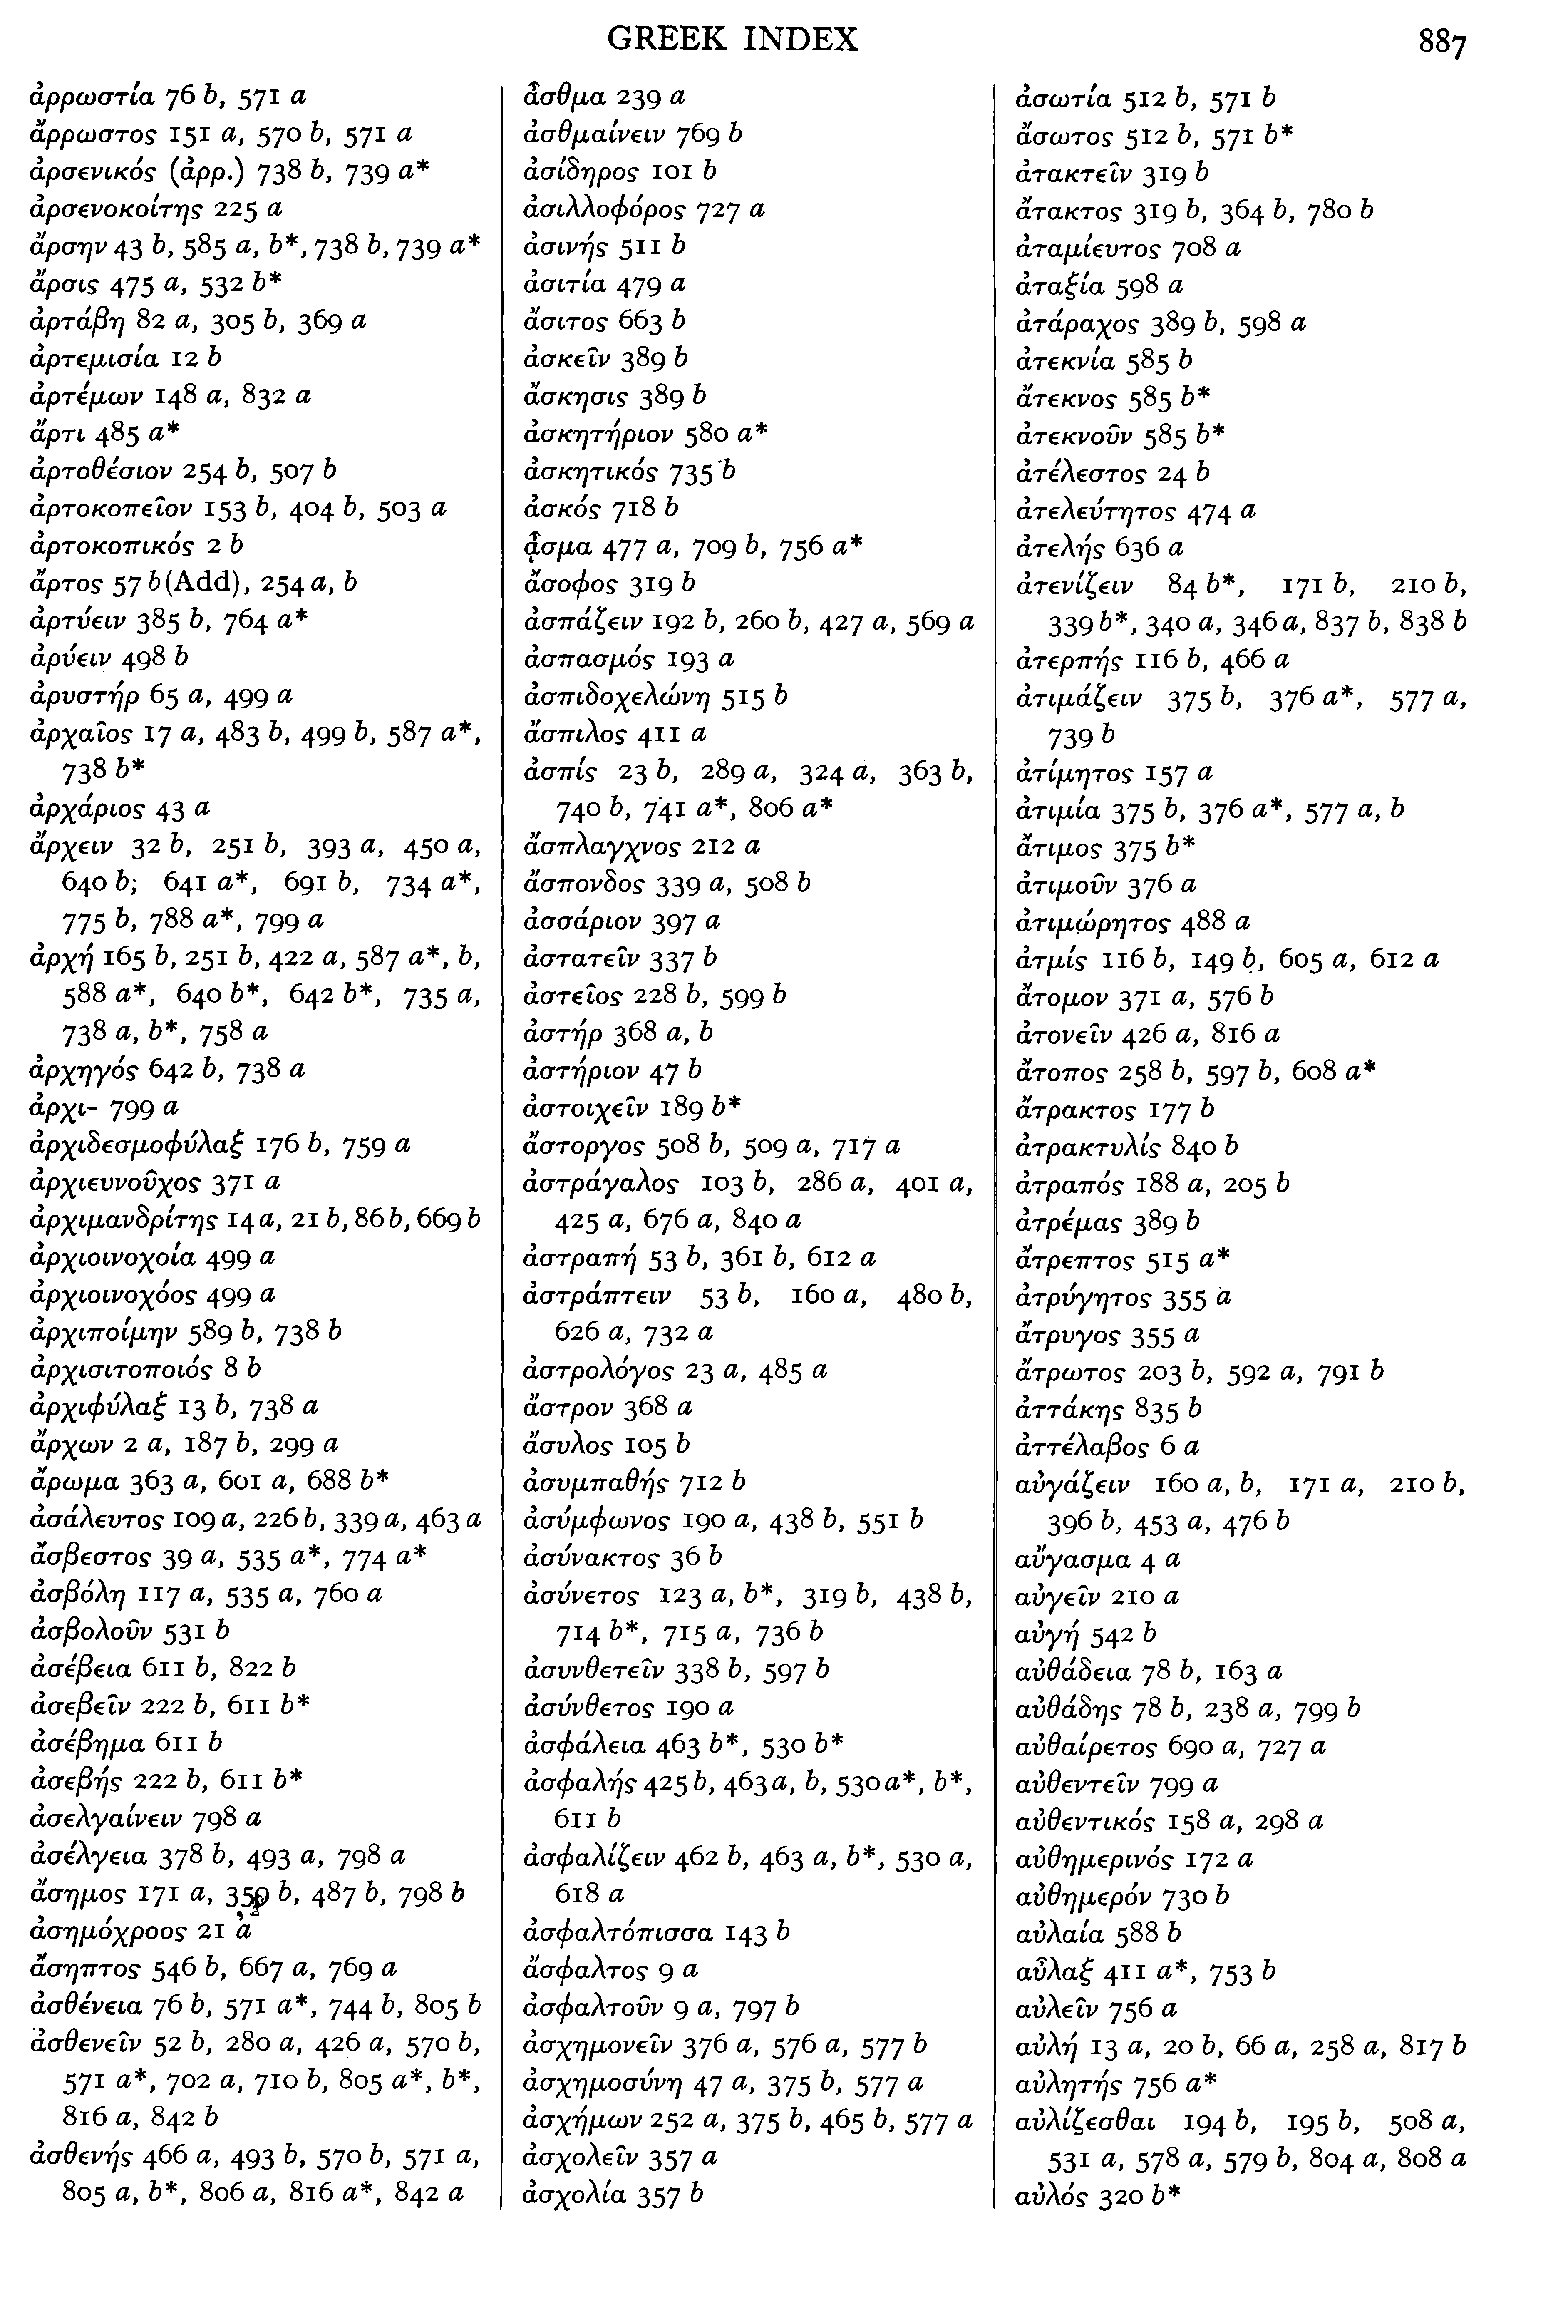 GREEK INDEX 887
ἀρρωστία 76 b, 571 a
ἄρρωστος 151 a, 570 b, 571 a
ἀρσενικός (ἀρρ.) 738 b, 739 a*
ἀρσενοκοίτης 225 a
ἄρσην 43 b, 585 a, b*, 738 b, 739 a*
ἄρσις 475 a, 532 b*
ἀρτάβη 82 a, 305 b, 369 a
ἀρτεμισία 12 b
ἀρτέμων 148 a, 832 a
ἄρτι 485 a*
ἀρτοθέσιον 254 b, 507 b
ἀρτοκοπεῖον 153 b, 404 b, 503 a
ἀρτοκοπικός 2 b
ἄρτος 57 b (Add), 254 a, b
ἀρτύειν 385 b, 764 a*
ἀρύειν 498 b
ἀρυστήρ 65 a, 499 a
ἀρχαῖος 17 a, 483 b, 499 b, 587 a*,
738 b*
ἀρχάριος 43 a
ἄρχειν 32 b, 251 b, 393 a, 450 a,
640 b; 641 a*, 691 b, 734 a*,
775 b, 788 a*, 799 a
ἀρχή 165 b, 251 b, 422 a, 587 a*, b,
588 a*, 640 b*, 642 b*, 735 a,
738 a, b*, 758 a
ἀρχηγός 642 b, 738 a
ἀρχι- 799 a
ἀρχιδεσμοφύλαξ 176 b, 759 a
ἀρχιευνοῦχος 371 a
ἀρχιμανδρίτης 14 a, 21 b, 86 b, 669 b
ἀρχιοινοχοία 499 a
ἀρχιοινοχόος 499 a
ἀρχιποίμην 589 b, 738 b
ἀρχισιτοποιός 8 b
ἀρχιφύλαξ 13 b, 738 a
ἄρχων 2 a, 187 b, 299 a
ἄρωμα 363 a, 601 a, 688 b*
ἀσάλευτος 109 a, 226 b, 339 a, 463 a
ἄσβεστος 39 a, 535 a*, 774 a*
ἀσβόλη 117 a, 535 a, 760 a
ἀσβολοῦν 531 b
ἀσέβεια 611 b, 822 b
ἀσεβεῖν 222 b, 611 b*
ἀσέβημα 611 b
ἀσεβής 222 b, 611 b*
ἀσελγαίνειν 798 a
ἀσέλγεια 378 b, 493 a, 798 a
ἄσημος 171 a, b, 487 b, 798 b
ἀσημόχροος 21 a
ἄσηπτος 546 b, 667 a, 769 a
ἀσθένεια 76 b, 571 a*, 744 b, 805 b
ἀσθενεῖν 52 b, 280 a, 426 a, 570 b,
571 a*, 702 a, 710 b, 805 a*, b*,
816 a, 842 b
ἀσθενής 466 a, 493 b, 570 b, 571 a,
805 a, b*, 806 a, 816 a*, 842 a
ἆσθμα 239 a
ἀσθμαίνειν 769 b
ἀσίδηρος 101 b
ἀσιλλοφόρος 727 a
ἀσινής 511 b
ἀσιτία 479 a
ἄσιτος 663 b
ἀσκεῖν 389 b
ἄσκησις 389 b
ἀσκητήριον 580 a*
ἀσκητικός 735 b
ἀσκός 718 b
ᾆσμα 477 a, 709 b, 756 a*
ἄσοφος 319 b
ἀσπάζειν 192 b, 260 b, 427 a, 569 a
ἀσπασμός 193 a
ἀσπιδοχελώνη 515 b
ἄσπιλος 411 a
ἀσπίς 23 b, 289 a, 324 a, 363 b,
740 b, 741 a*, 806 a*
ἄσπλαγχνος 212 a
ἄσπονδος 339 a, 508 b
ἀσσάριον 397 a
ἀστατεῖν 337 b
ἀστεῖος 228 b, 599 b
ἀστήρ 368 a, b
ἀστήριον 47 b
ἀστοιχεῖν 189 b*
ἄστοργος 508 b, 509 a, 717 a
ἀστράγαλος 103 b, 286 a, 401 a,
425 a, 676 a, 840 a
ἀστραπή 53 b, 361 b, 612 a
ἀστράπτειν 53 b, 160 a, 480 b,
626 a, 732 a
ἀστρολόγος 23 a, 485 a
ἄστρον 368 a
ἄσυλος 105 b
ἀσυμπαθής 712 b
ἀσύμφωνος 190 a, 438 b, 551 b
ἀσύνακτος 36 b
ἀσύνετος 123 a, b*, 319 b, 438 b,
714 b*, 715 a, 736 b
ἀσυνθετεῖν 338 b, 597 b
ἀσύνθετος 190 a
ἀσφάλεια 463 b*, 530 b*
ἀσφαλής 425 b, 463 a, b, 530 a*, b*,
611 b
ἀσφαλίζειν 462 b, 463 a, b*, 530 a,
618 a
ἀσφαλτόπισσα 143 b
ἄσφαλτος 9 a
ἀσφαλτοῦν 9 a, 797 b
ἀσχημονεῖν 376 a, 576 a, 577 b
ἀσχημοσύνη 47 a, 375 b, 577 a
ἀσχήμων 252 a, 375 b, 465 b, 577 a
ἀσχολεῖν 357 a
ἀσχολία 357 b
ἀσωτία 512 b, 571 b
ἄσωτος 512 b, 571 b*
ἀτακτεῖν 319 b
ἄτακτος 319 b, 364 b, 780 b
ἀταμίευτος 708 a
ἀταξία 598 a
ἀτάραχος 389 b, 598 a
ἀτεκνία 585 b
ἄτεκνος 585 b*
ἀτεκνοῦν 585 b*
ἀτέλεστος 24 b
ἀτελεύτητος 474 a
ἀτελής 636 a
ἀτενίζειν 84 b*, 171 b, 210 b,
339 b*, 340 a, 346 a, 837 b, 838 b
ἀτερπής 116 b, 466 a
ἀτιμάζειν 375 b, 376 a*, 577 a,
739 b
ἀτίμητος 157 a
ἀτιμία 375 b, 376 a*, 577 a, b
ἄτιμος 375 b*
ἀτιμοῦν 376 a
ἀτιμώρητος 488 a
ἀτμίς 116 b, 149 b, 605 a, 612 a
ἄτομον 371 a, 576 b
ἀτονεῖν 426 a, 816 a
ἄτοπος 258 b, 597 b, 608 a*
ἄτρακτος 177 b
ἀτρακτυλίς 840 b
ἀτραπός 188 a, 205 b
ἀτρέμας 389 b
ἄτρεπτος 515 a*
ἀτρύγητος 355 a
ἄτρυγος 355 a
ἄτρωτος 203 b, 592 a, 791 b
ἀττάκης 835 b
ἀττέλαβος 6 a
αὐγάζειν 160 a, b, 171 a, 210 b,
396 b, 453 a, 476 b
αὔγασμα 4 a
αὐγεῖν 210 a
αὐγή 542 b
αὐθάδεια 78 b, 163 a
αὐθάδης 78 b, 238 a, 799 b
αὐθαίρετος 690 a, 727 a
αὐθεντεῖν 799 a
αὐθεντικός 158 a, 298 a
αὐθημερινός 172 a
αὐθημερόν 730 b
αὐλαία 588 b
αὖλαξ 411 a*, 753 b
αὐλεῖν 756 a
αὐλή 13 a, 20 b, 66 a, 258 a, 817 b
αὐλητής 756 a*
αὐλίζεσθαι 194 b, 195 b, 508 a,
531 a, 578 a, 579 b, 804 a, 808 a
αὐλός 320 b*